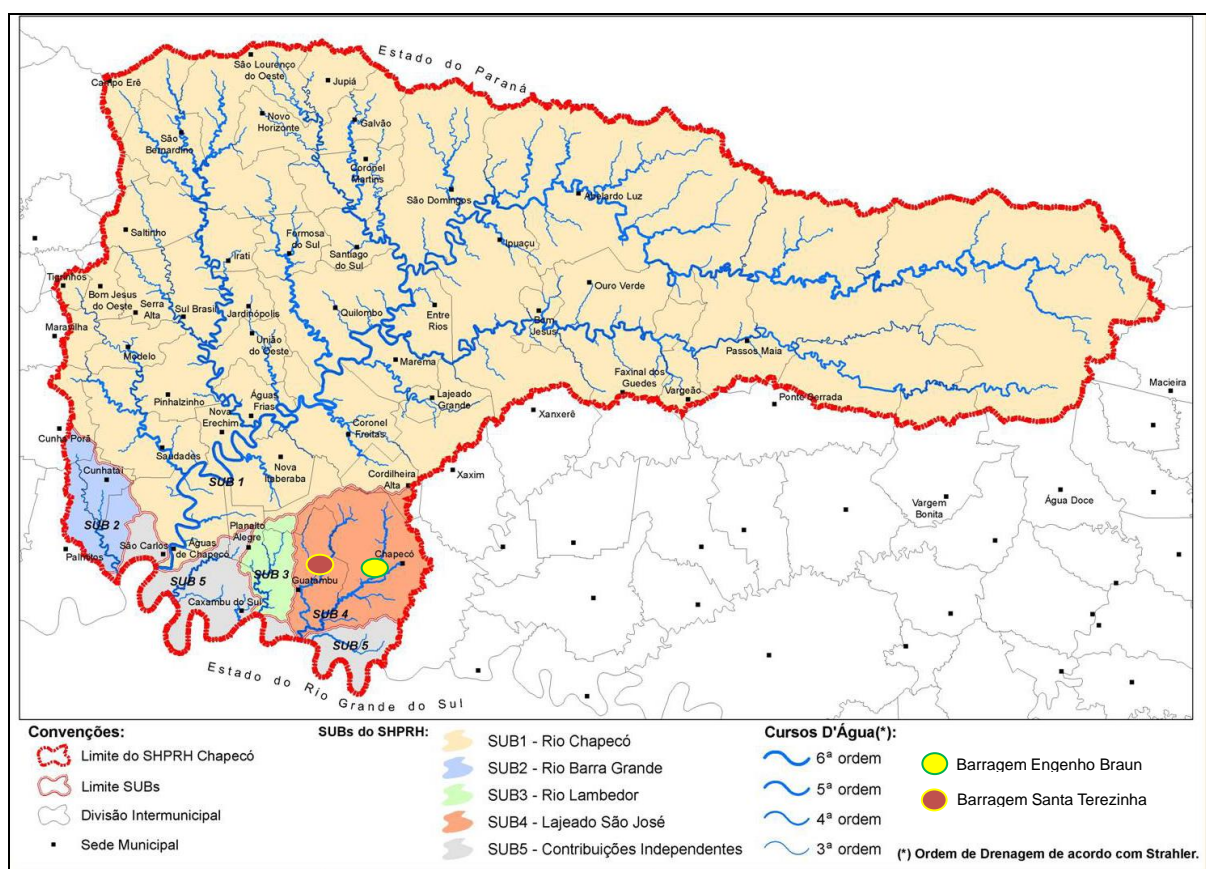 Estado do Paraná
São Lourenço
do Oeste
Jupiá
Campo Erê
Novo
Horizonte
Galvão
São
Bernardino
Coronel
Martins
São Domingos
Abelardo Luz
Saltinho
Formosa
do Sul
Irati
Santiago
do Sul
Ipuaçu
Tigrinhos
Bom Jesus
do Oeste
Serra
Alta
Sul Brasil
Jardinópolis
Quilombo
Entre
Rios
Ouro Verde
Bom
Jesus
Maravilha
Modelo
União
do Oeste
Marema
Passos Maia
Faxinal dos
Guedes
Vargeão
Ponte Serrada
Macieira
Pinhalzinho
Águas
Frias
Lajeado
Grande
Xanxerê
Nova
Erechim
Coronel
Freitas
Cunha Porã
Saudades
Nova
Itaberaba
Cordilheira
Alta
Xaxim
Cunhataí
SUB 1
Vargem
Bonita
Água Doce
SUB 2
Planalto
Alegre
São Carlos
Águas
de Chapecó
Chapecó
Palmitos
SUB 5
SUB 3
Guatambu
Caxambu do Sul
SUB 4
SUB 5
Estado do Rio Grande do Sul
Convenções:
Limite do SHPRH Chapecó
Limite SUBs
Divisão Intermunicipal
Sede Municipal
SUBs do SHPRH:
SUB1 - Rio Chapecó
SUB2 - Rio Barra Grande
SUB3 - Rio Lambedor
SUB4 - Lajeado São José
SUB5 - Contribuições Independentes
Cursos D'Água(*):
6ª ordem
5ª ordem
4ª ordem
3ª ordem
Barragem Engenho Braun
Barragem Santa Terezinha
(*) Ordem de Drenagem de acordo com Strahler.